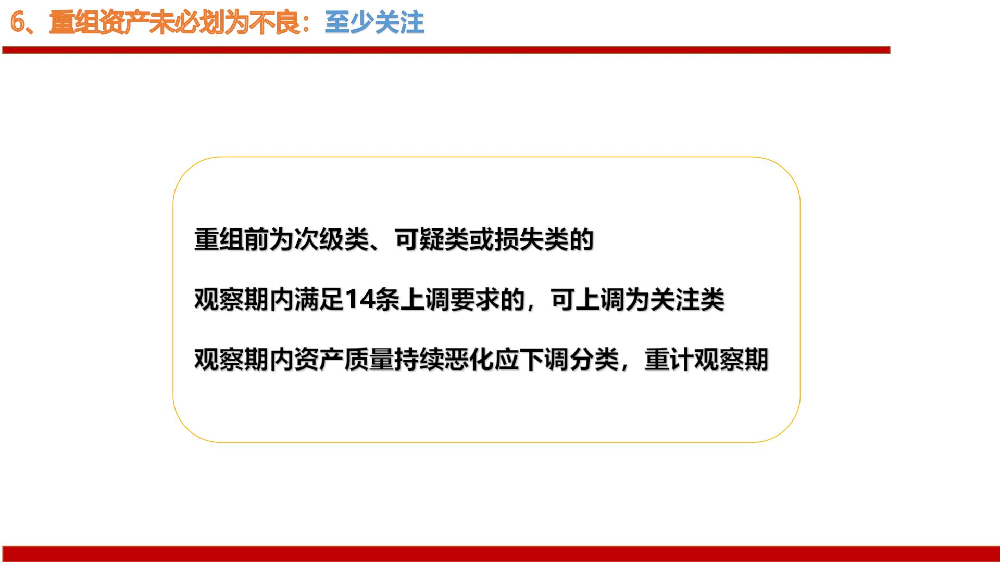 6、重组资产未必划为不良：至少关注
重组前为次级类、可疑类或损失类的
观察期内满足14条上调要求的，可上调为关注类
观察期内资产质量持续恶化应下调分类，重计观察期